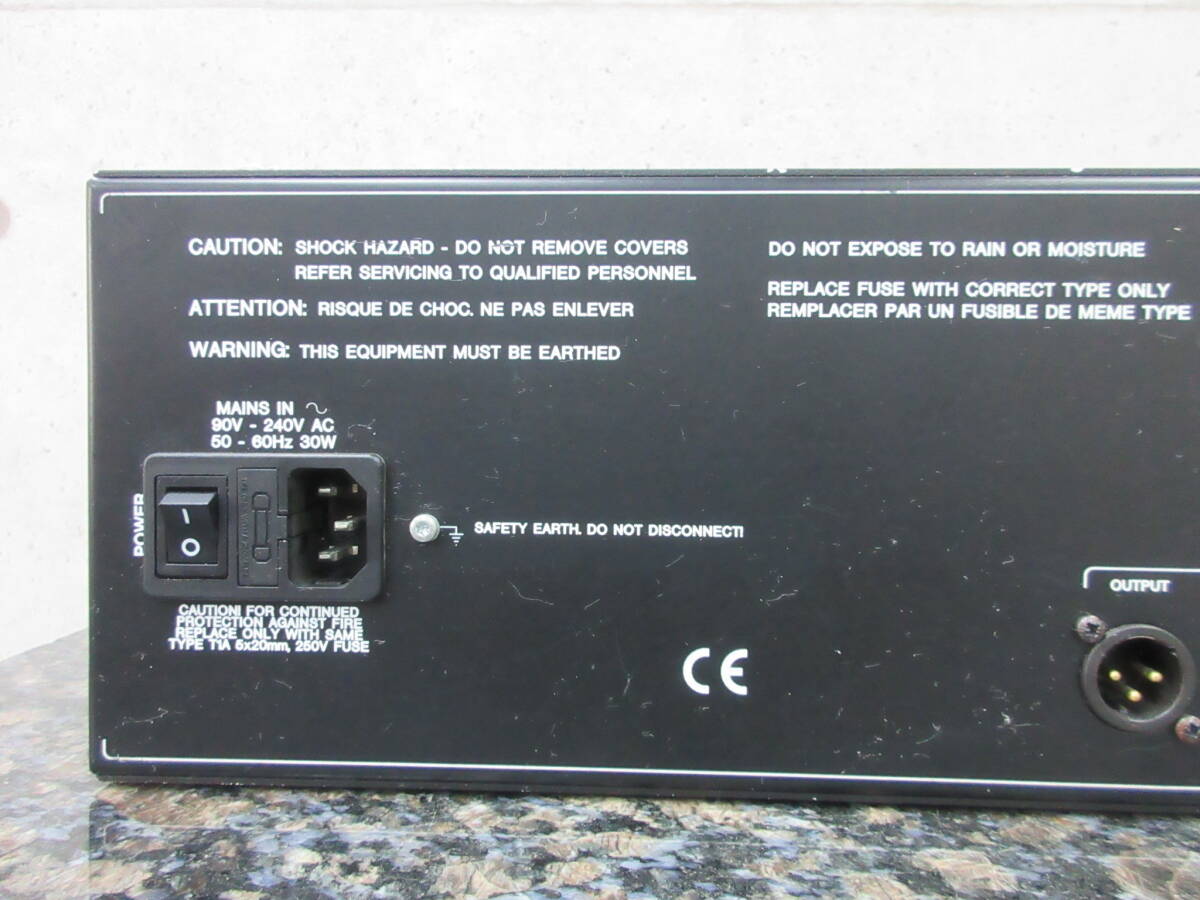 CAUTION: SHOCK HAZARD - DO NOT REMOVE COVERS
REFER SERVICING TO QUALIFIED PERSONNEL
ATTENTION: RISQUE DE CHOC. NE PAS ENLEVER
WARNING: THIS EQUIPMENT MUST BE EARTHED
DO NOT EXPOSE TO RAIN OR MOISTURE
REPLACE FUSE WITH CORRECT TYPE ONLY
REMPLACER PAR UN FUSIBLE DE MEME TYPE
MAINS IN ~
90V - 240V AC
50 - 60Hz 30W
POWER
I
O
SAFETY EARTH. DO NOT DISCONNECT!
CAUTION! FOR CONTINUED
PROTECTION AGAINST FIRE
REPLACE ONLY WITH SAME
TYPE T1A 5x20mm, 250V FUSE
CE
OUTPUT